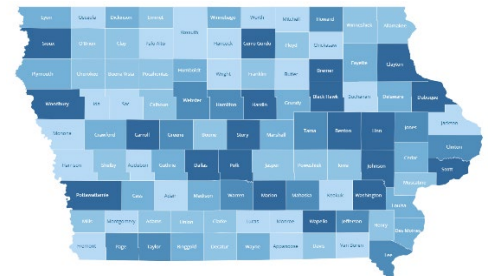 Lyon Osceola Dickinson Emmet Winnebago Worth Mitchell Howard Winneshiek Allamakee
Kossuth
Sioux O'Brien Clay Palo Alto Hancock Cerro Gordo Floyd Chickasaw
Fayette Clayton
Plymouth Cherokee Buena Vista Pocahontas Humboldt Wright Franklin Butler Bremer
Woodbury Ida Sac Calhoun Webster Hamilton Hardin Grundy Black Hawk Buchanan Delaware Dubuque
Jackson
Monona Crawford Carroll Greene Boone Story Marshall Tama Benton Linn Jones
Clinton
Cedar
Harrison Shelby Audubon Guthrie Dallas Polk Jasper Poweshiek Iowa Johnson Scott
Muscatine
Pottawattamie Cass Adair Madison Warren Marion Mahaska Keokuk Washington
Louisa
Mills Montgomery Adams Union Clarke Lucas Monroe Wapello Jefferson Henry Des Moines
Fremont Page Taylor Ringgold Decatur Wayne Appanoose Davis Van Buren
Lee